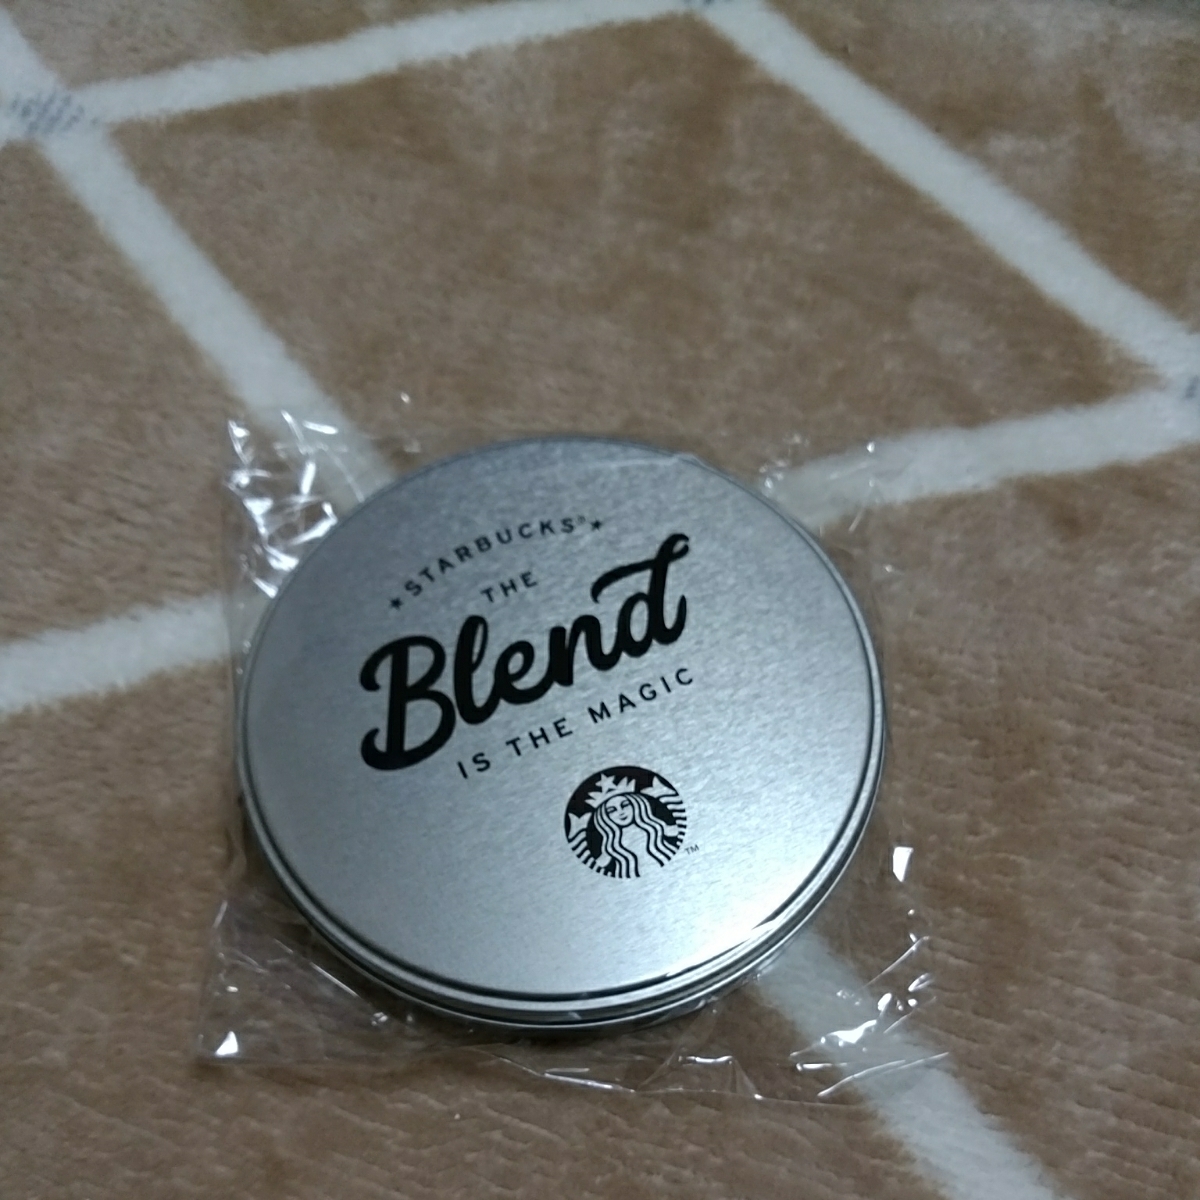 ★STARBUCKS®★
THE
Blend
IS THE MAGIC
TM